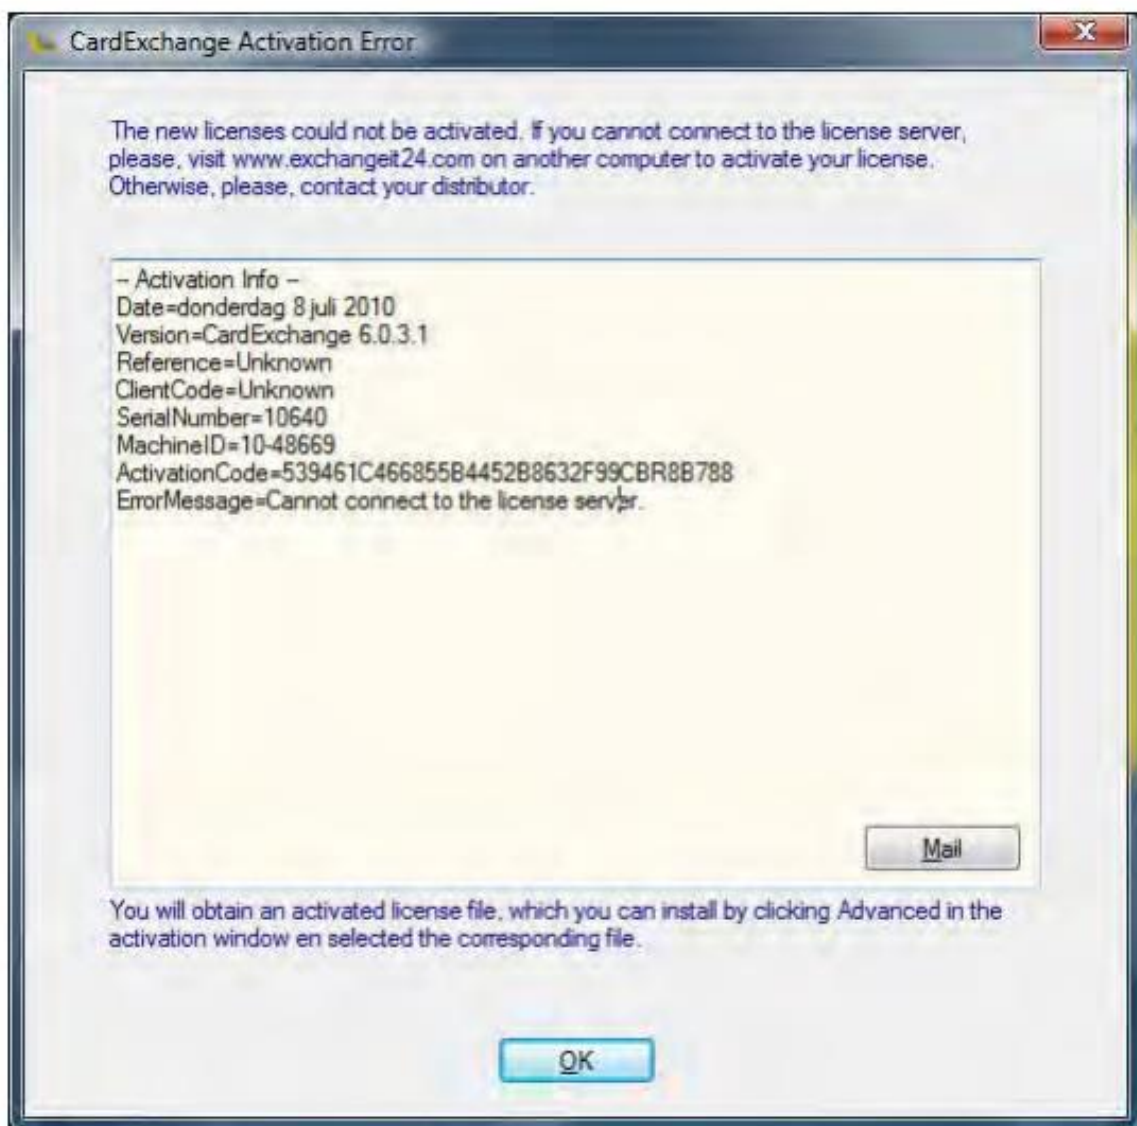 CardExchange Activation Error
The new licenses could not be activated. If you cannot connect to the license server,
please, visit www.exchangeit24.com on another computer to activate your license.
Otherwise, please, contact your distributor.
-- Activation Info --
Date=donderdag 8 juli 2010
Version=CardExchange 6.0.3.1
Reference=Unknown
ClientCode=Unknown
SerialNumber=10640
MachineID=10-48669
ActivationCode=539461C466855B4452B8632F99CBR8B788
ErrorMessage=Cannot connect to the license server.
Mail
You will obtain an activated license file, which you can install by clicking Advanced in the
activation window en selected the corresponding file.
OK